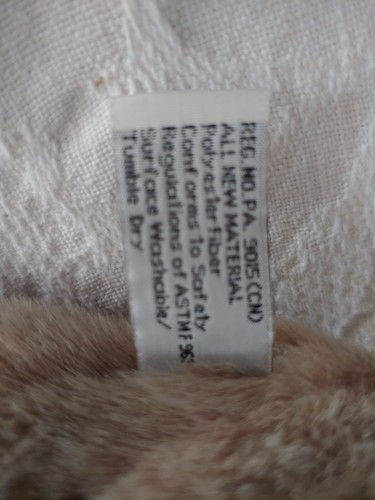 REG. NO. PA. 9015(CN)
ALL NEW MATERIAL
Polyester Fiber
Conforms to Safety
Regulations of ASTM F 963
Surface Washable/
Tumble Dry